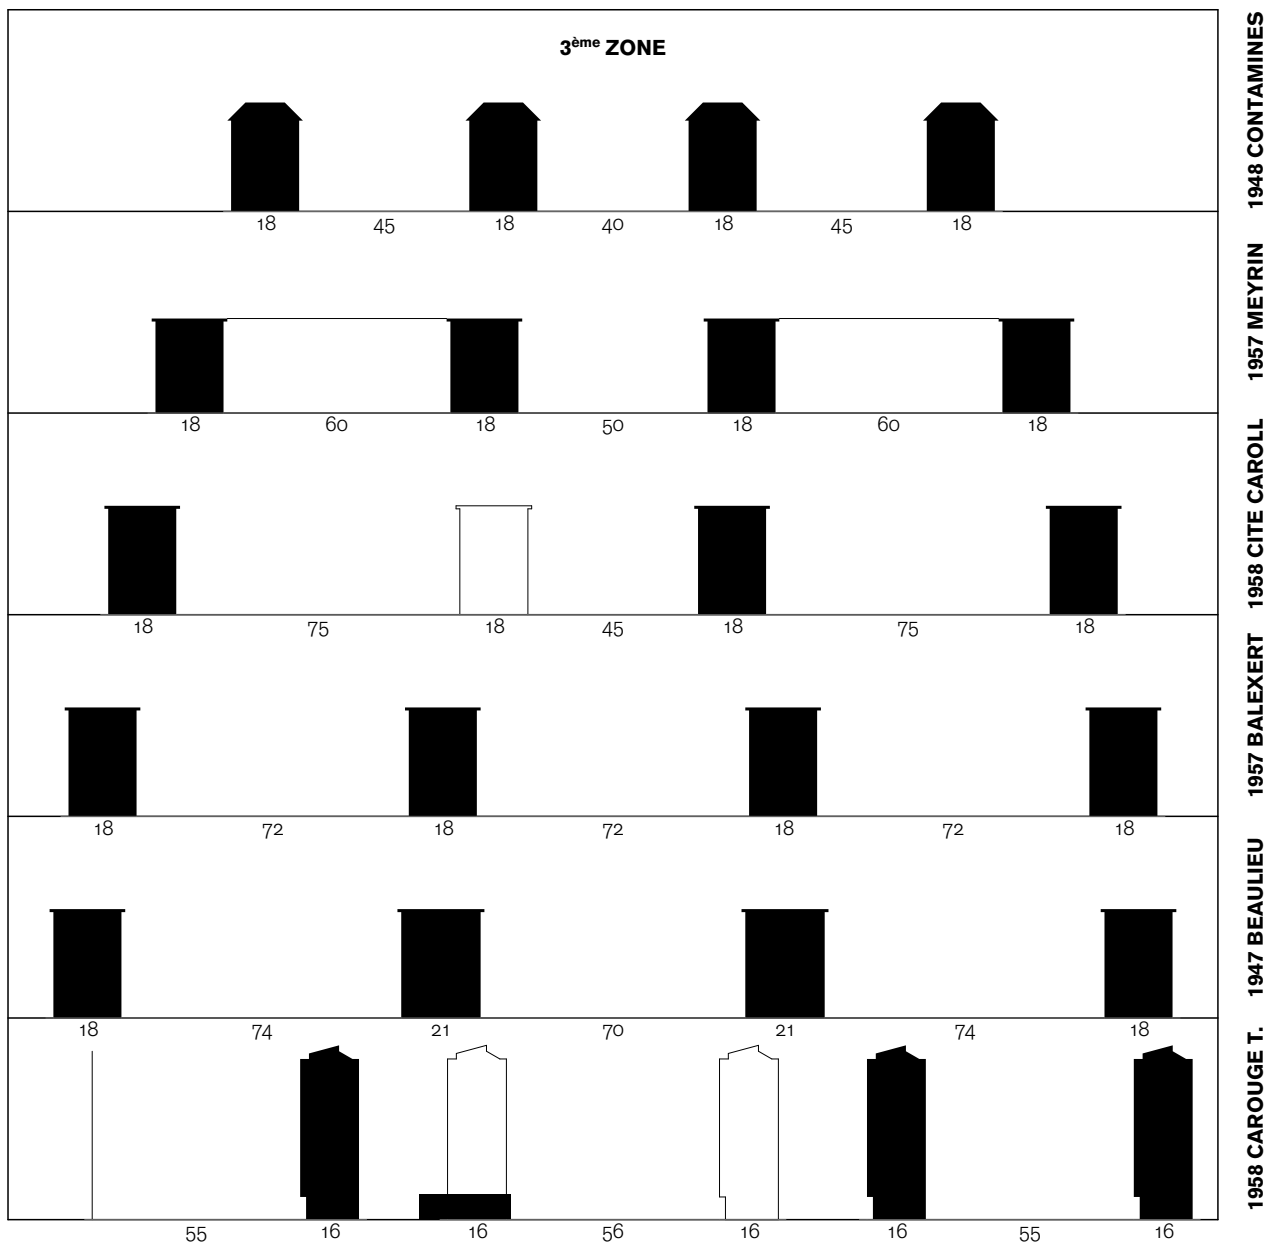 3ème ZONE
1948 CONTAMINES
18 45 18 40 18 45 18
1957 MEYRIN
18 60 18 50 18 60 18
1958 CITE CAROLL
18 75 18 45 18 75 18
1957 BALEXERT
18 72 18 72 18 72 18
1947 BEAULIEU
18 74 21 70 21 74 18
1958 CAROUGE T.
55 16 16 56 16 16 55 16